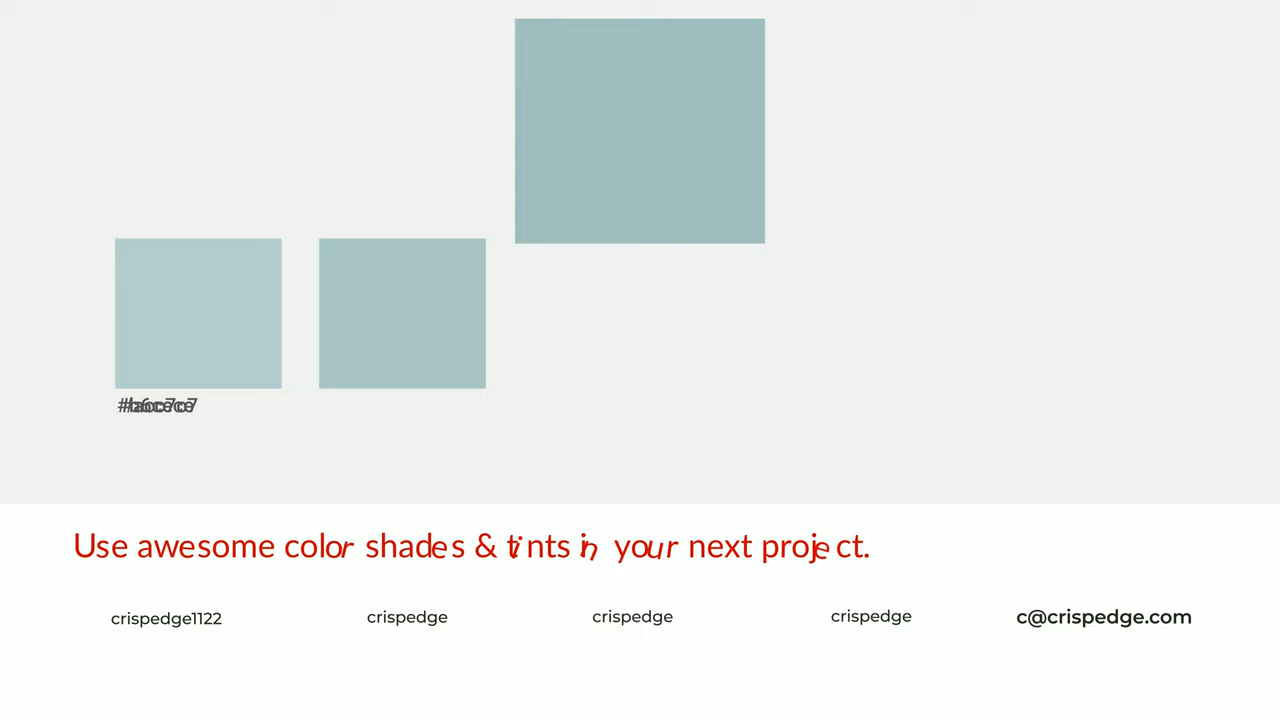 Use awesome color shades & tints in your next project.
crispedge1122 crispedge crispedge crispedge c@crispedge.com